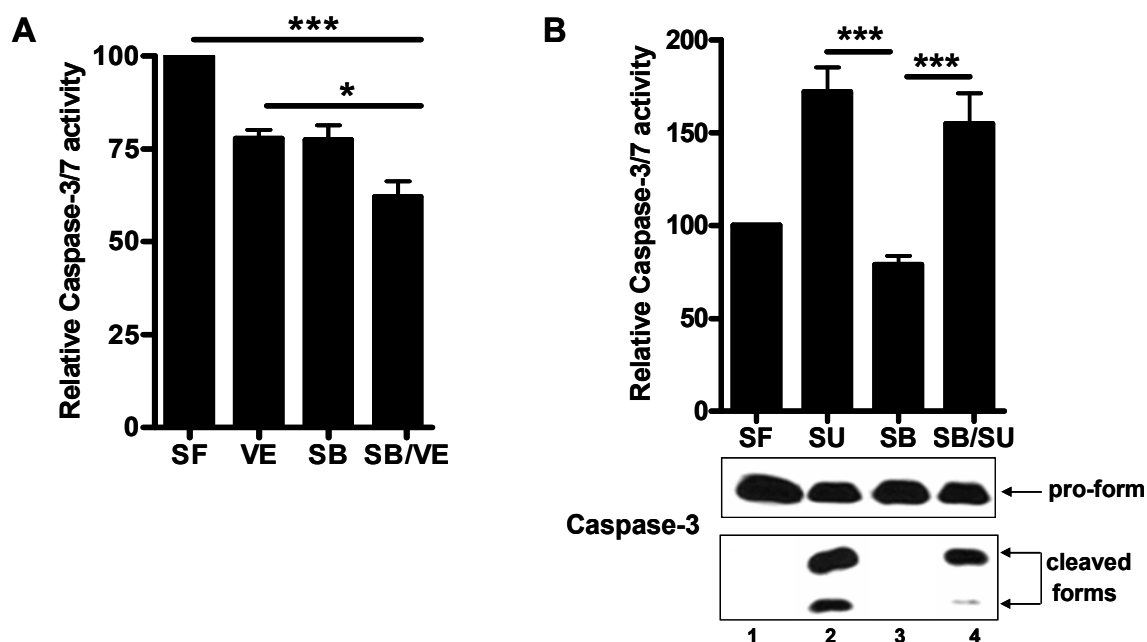 A
***
*
Relative Caspase-3/7 activity
100
75
50
25
0
SF VE SB SB/VE
B
***
***
Relative Caspase-3/7 activity
200
150
100
50
0
SF SU SB SB/SU
pro-form
Caspase-3
cleaved
forms
1 2 3 4